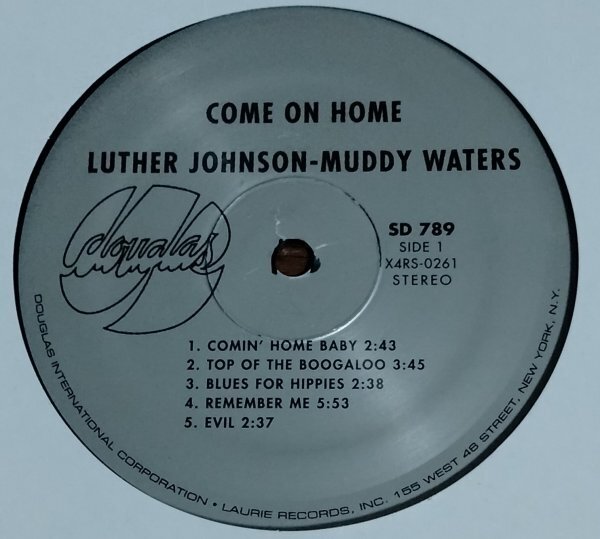 COME ON HOME
LUTHER JOHNSON-MUDDY WATERS
douglas
SD 789
SIDE 1
X4RS-0261
STEREO
1. COMIN' HOME BABY 2:43
2. TOP OF THE BOOGALOO 3:45
3. BLUES FOR HIPPIES 2:38
4. REMEMBER ME 5:53
5. EVIL 2:37
DOUGLAS INTERNATIONAL CORPORATION • LAURIE RECORDS, INC. 155 WEST 48 STREET, NEW YORK, N.Y.